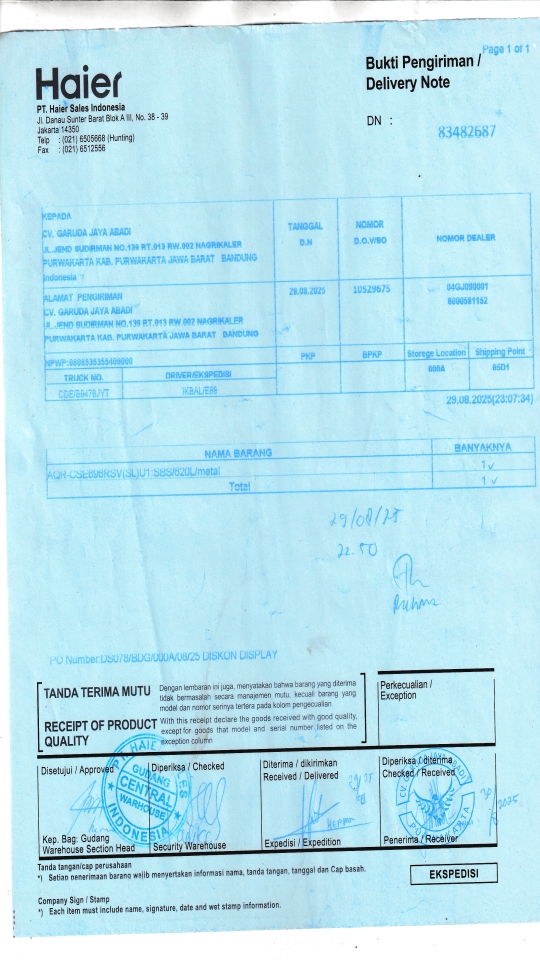 Page 1 of 1
Haier
Bukti Pengiriman /
Delivery Note
PT. Haier Sales Indonesia
Jl. Danau Sunter Barat Blok A III, No. 38 - 39
Jakarta 14350
Telp : (021) 6505668 (Hunting)
Fax : (021) 6512556
DN :
83482687
KEPADA
CV. GARUDA JAYA ABADI
JL.JEND SUDIRMAN NO.139 RT.013 RW.002 NAGRIKALER
PURWAKARTA KAB. PURWAKARTA JAWA BARAT BANDUNG
Indonesia
TANGGAL
D.N
NOMOR
D.O.V/SO
NOMOR DEALER
ALAMAT PENGIRIMAN
CV. GARUDA JAYA ABADI
JL.JEND SUDIRMAN NO.139 RT.013 RW.002 NAGRIKALER
PURWAKARTA KAB. PURWAKARTA JAWA BARAT BANDUNG
29.08.2025
10529675
04GJ000001
PKP
BPKP
Storege Location
Shipping Point
TRUCK NO.
DRIVER/EKSPEDISI
000A
85D1
29.08.2025(23:07:34)
NAMA BARANG
BANYAKNYA
1 ✓
Total
1 ✓
29/08/25
22.50
PO Number:DS078/BDG/000A/08/25 DISKON DISPLAY
TANDA TERIMA MUTU
Dengan lembaran ini juga, menyatakan bahwa barang yang diterima
tidak bermasalah secara manajemen mutu, kecuali barang yang
model dan nomor serinya tertera pada kolom pengecualian
RECEIPT OF PRODUCT
QUALITY
With this receipt declare the goods received with good quality,
except for goods that model and serial number listed on the
exception column
Perkecualian /
Exception
Disetujui / Approved
Diperiksa / Checked
Diterima / dikirimkan
Received / Delivered
Diperiksa / diterima
Checked / Received
GUDANG
CENTRAL
WARHOUSE
INDONESIA
Kep. Bag: Gudang
Warehouse Section Head
Security Warehouse
Expedisi / Expedition
Penerima / Receiver
Tanda tangan/cap perusahaan
*) Setiap penerimaan barang wajib menyertakan informasi nama, tanda tangan, tanggal dan Cap basah.
EKSPEDISI
Company Sign / Stamp
*) Each item must include name, signature, date and wet stamp information.